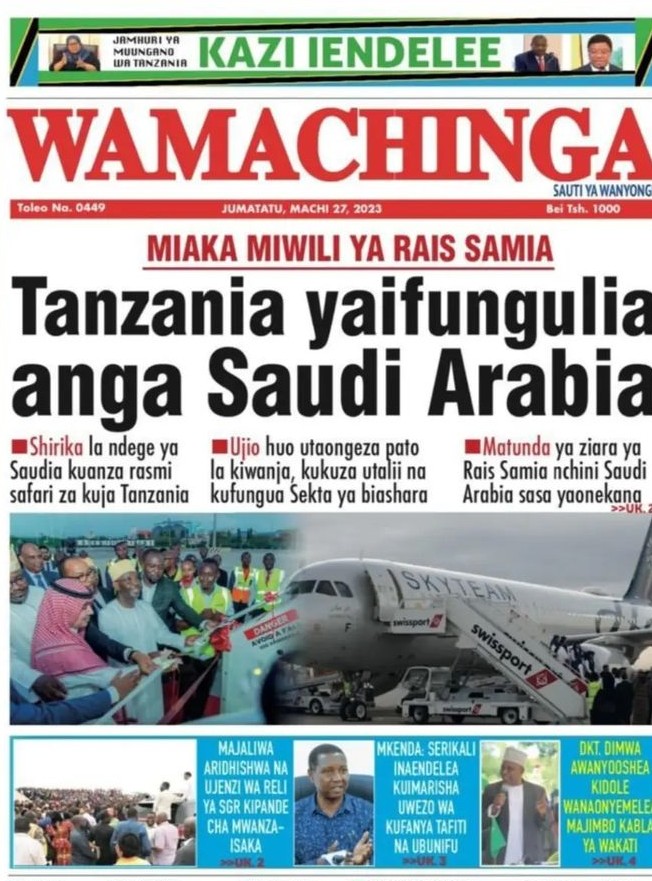 JAMHURI YA
MUUNGANO
WA TANZANIA
KAZI IENDELEE
WAMACHINGA
SAUTI YA WANYONG
Toleo Na. 0449
JUMATATU, MACHI 27, 2023
Bei Tsh. 1000
MIAKA MIWILI YA RAIS SAMIA
Tanzania yaifungulia
anga Saudi Arabia
Shirika la ndege ya
Saudia kuanza rasmi
safari za kuja Tanzania
Ujio huo utaongeza pato
la kiwanja, kukuza utalii na
kufungua Sekta ya biashara
Matunda ya ziara ya
Rais Samia nchini Saudi
Arabia sasa yaonekana
>>UK. 2
DANGER
SKYTEAM
swissport
swissport
F
MAJALIWA
ARIDHISHWA NA
UJENZI WA RELI
YA SGR KIPANDE
CHA MWANZA-
ISAKA
>>UK. 2
MKENDA: SERIKALI
INAENDELEA
KUIMARISHA
UWEZO WA
KUFANYA TAFITI
NA UBUNIFU
>>UK. 3
DKT. DIMWA
AWANYOOSHEA
KIDOLE
WANAONYEMELE
MAJIMBO KABLA
YA WAKATI
>>UK. 4